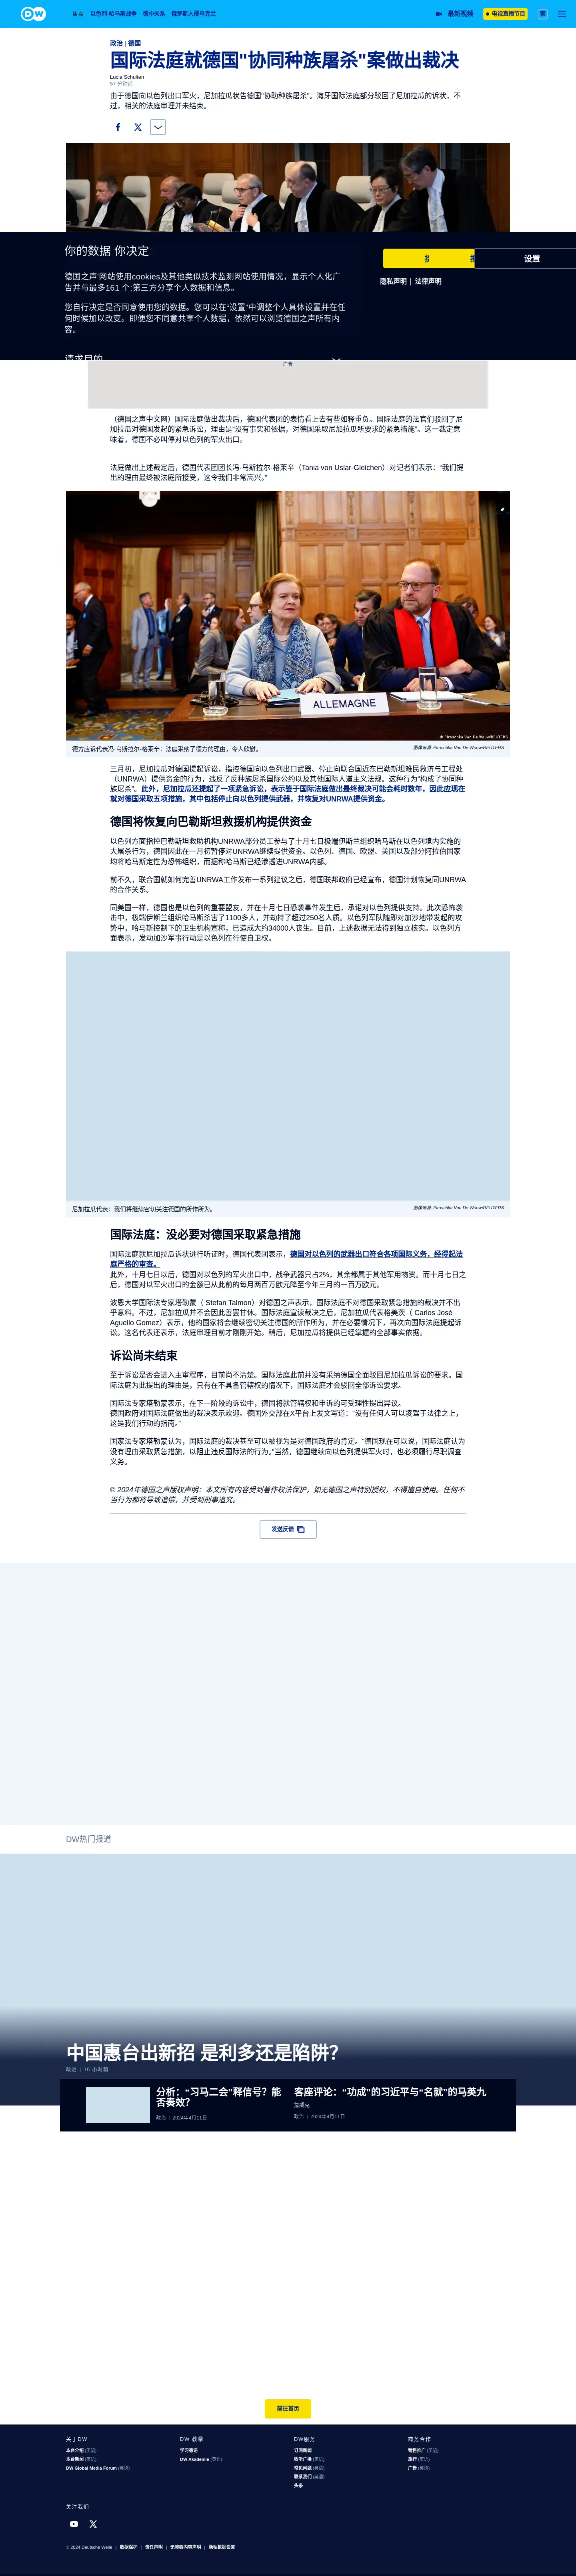 DW
焦点 以色列-哈马斯战争 德中关系 俄罗斯入侵乌克兰 最新视频 电视直播节目 繁
政治 | 德国
国际法庭就德国"协同种族屠杀"案做出裁决
Lucia Schulten
57 分钟前
由于德国向以色列出口军火，尼加拉瓜状告德国"协助种族屠杀"。海牙国际法庭部分驳回了尼加拉瓜的诉状，不
过，相关的法庭审理并未结束。
你的数据 你决定
设置
隐私声明 | 法律声明
德国之声'网站使用cookies及其他类似技术监测网站使用情况，显示个人化广
告并与最多161 个;第三方分享个人数据和信息。
您自行决定是否同意使用您的数据。您可以在“设置”中调整个人具体设置并在任
何时候加以改变。即便您不同意共享个人数据，依然可以浏览德国之声所有内
容。
请求目的
广告
（德国之声中文网）国际法庭做出裁决后，德国代表团的表情看上去有些如释重负。国际法庭的法官们驳回了尼
加拉瓜对德国发起的紧急诉讼，理由是“没有事实和依据，对德国采取尼加拉瓜所要求的紧急措施”。这一裁定意
味着，德国不必叫停对以色列的军火出口。
法庭做出上述裁定后，德国代表团团长冯·乌斯拉尔-格莱辛（Tania von Uslar-Gleichen）对记者们表示：“我们提
出的理由最终被法庭所接受，这令我们非常高兴。”
ALLEMAGNE
© Piroschka Van De Wouw/REUTERS
德方应诉代表冯·乌斯拉尔-格莱辛：法庭采纳了德方的理由，令人欣慰。
图像来源: Piroschka Van De Wouw/REUTERS
三月初，尼加拉瓜对德国提起诉讼，指控德国向以色列出口武器、停止向联合国近东巴勒斯坦难民救济与工程处
（UNRWA）提供资金的行为，违反了反种族屠杀国际公约以及其他国际人道主义法规。这种行为“构成了协同种
族屠杀”。此外，尼加拉瓜还提起了一项紧急诉讼，表示鉴于国际法庭做出最终裁决可能会耗时数年，因此应现在
就对德国采取五项措施，其中包括停止向以色列提供武器，并恢复对UNRWA提供资金。
德国将恢复向巴勒斯坦救援机构提供资金
以色列方面指控巴勒斯坦救助机构UNRWA部分员工参与了十月七日极端伊斯兰组织哈马斯在以色列境内实施的
大屠杀行为，德国因此在一月初暂停对UNRWA继续提供资金。以色列、德国、欧盟、美国以及部分阿拉伯国家
均将哈马斯定性为恐怖组织，而据称哈马斯已经渗透进UNRWA内部。
前不久，联合国就如何完善UNRWA工作发布一系列建议之后，德国联邦政府已经宣布，德国计划恢复同UNRWA
的合作关系。
同美国一样，德国也是以色列的重要盟友，并在十月七日恐袭事件发生后，承诺对以色列提供支持。此次恐怖袭
击中，极端伊斯兰组织哈马斯杀害了1100多人，并劫持了超过250名人质。以色列军队随即对加沙地带发起的攻
势中，哈马斯控制下的卫生机构宣称，已造成大约34000人丧生。目前，上述数据无法得到独立核实。以色列方
面表示，发动加沙军事行动是以色列在行使自卫权。
尼加拉瓜代表：我们将继续密切关注德国的所作所为。
图像来源: Piroschka Van De Wouw/REUTERS
国际法庭：没必要对德国采取紧急措施
国际法庭就尼加拉瓜诉状进行听证时，德国代表团表示，德国对以色列的武器出口符合各项国际义务，经得起法
庭严格的审查。
此外，十月七日以后，德国对以色列的军火出口中，战争武器只占2%，其余都属于其他军用物资。而十月七日之
后，德国对以军火出口的金额已从此前的每月两百万欧元降至今年三月的一百万欧元。
波恩大学国际法专家塔勒蒙（ Stefan Talmon）对德国之声表示，国际法庭不对德国采取紧急措施的裁决并不出
乎意料。不过，尼加拉瓜并不会因此善罢甘休。国际法庭宣读裁决之后，尼加拉瓜代表格美茨（ Carlos José
Aguello Gomez）表示，他的国家将会继续密切关注德国的所作所为，并在必要情况下，再次向国际法庭提起诉
讼。这名代表还表示，法庭审理目前才刚刚开始。稍后，尼加拉瓜将提供已经掌握的全部事实依据。
诉讼尚未结束
至于诉讼是否会进入主审程序，目前尚不清楚。国际法庭此前并没有采纳德国全面驳回尼加拉瓜诉讼的要求。国
际法庭为此提出的理由是，只有在不具备管辖权的情况下，国际法庭才会驳回全部诉讼要求。
国际法专家塔勒蒙表示，在下一阶段的诉讼中，德国将就管辖权和申诉的可受理性提出异议。
德国政府对国际法庭做出的裁决表示欢迎。德国外交部在X平台上发文写道：“没有任何人可以凌驾于法律之上，
这是我们行动的指南。”
国家法专家塔勒蒙认为，国际法庭的裁决甚至可以被视为是对德国政府的肯定。“德国现在可以说，国际法庭认为
没有理由采取紧急措施，以阻止违反国际法的行为。”当然，德国继续向以色列提供军火时，也必须履行尽职调查
义务。
© 2024年德国之声版权声明：本文所有内容受到著作权法保护，如无德国之声特别授权，不得擅自使用。任何不
当行为都将导致追偿，并受到刑事追究。
发送反馈
DW热门报道
中国惠台出新招 是利多还是陷阱？
政治 | 16 小时前
分析：“习马二会”释信号？能
否奏效？
政治 | 2024年4月11日
客座评论：“功成”的习近平与“名就”的马英九
詹威克
政治 | 2024年4月11日
前往首页
关于DW
本台介绍 (英语)
本台新闻 (英语)
DW Global Media Forum (英语)
DW 教學
学习德语
DW Akademie (英语)
DW服务
订阅新闻
收听广播 (英语)
常见问题 (英语)
联系我们 (英语)
头条
商务合作
销售推广 (英语)
旅行 (英语)
广告 (英语)
关注我们
© 2024 Deutsche Welle | 数据保护 | 责任声明 | 无障碍内容声明 | 隐私数据设置